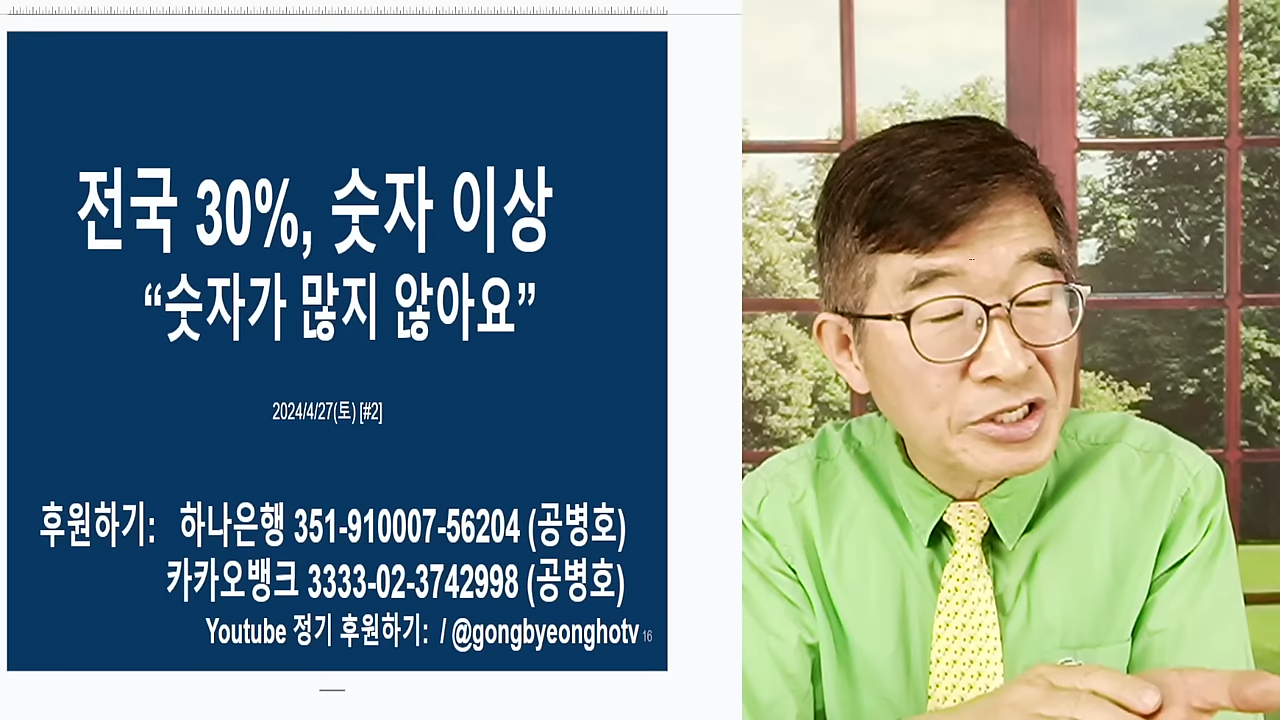 전국 30%, 숫자 이상
“숫자가 많지 않아요”
2024/4/27(토) [#2]
후원하기: 하나은행 351-910007-56204 (공병호)
카카오뱅크 3333-02-3742998 (공병호)
Youtube 정기 후원하기: / @gongbyeonghotv 16